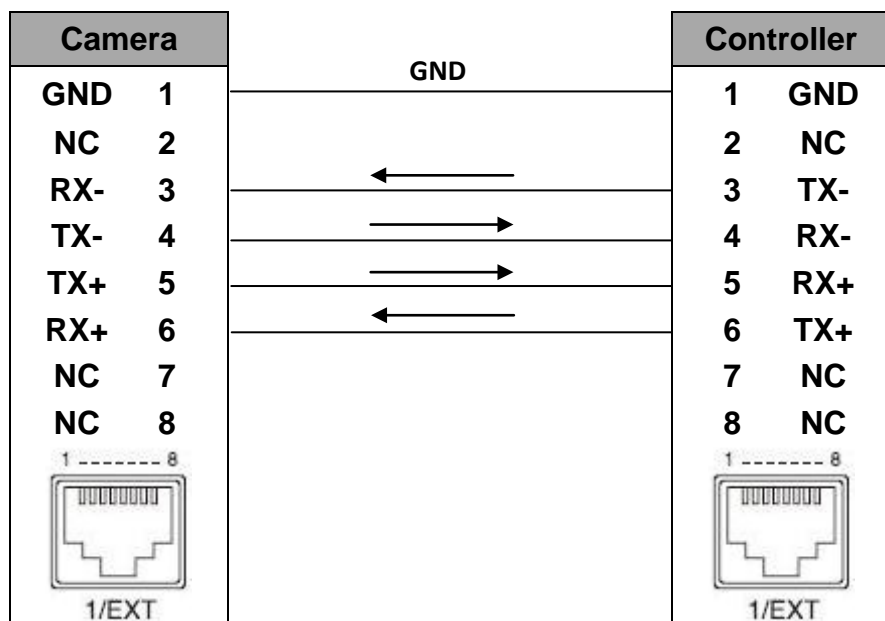 Camera Controller
GND
GND 1 1 GND
NC 2 2 NC
RX- 3 3 TX-
TX- 4 4 RX-
TX+ 5 5 RX+
RX+ 6 6 TX+
NC 7 7 NC
NC 8 8 NC
1 ------- 8 1 ------- 8
1/EXT 1/EXT